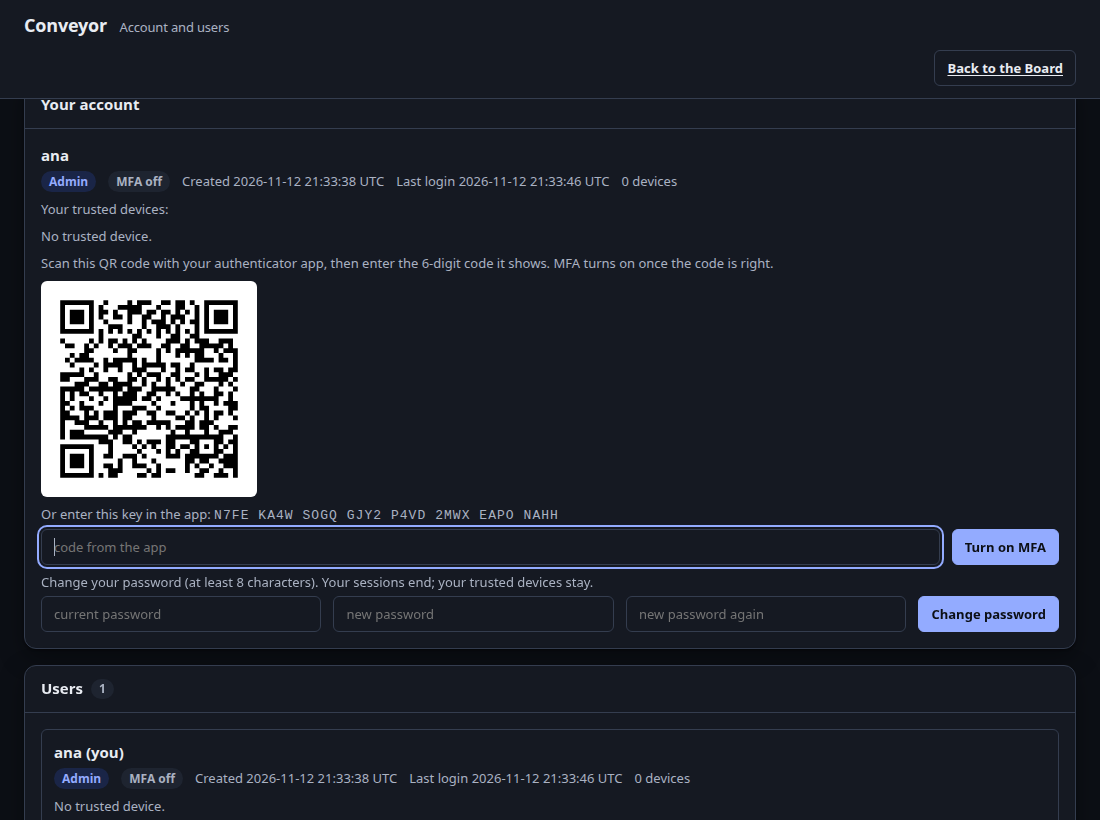 Conveyor Account and users
Back to the Board
Your account
ana
Admin MFA off Created 2026-11-12 21:33:38 UTC Last login 2026-11-12 21:33:46 UTC 0 devices
Your trusted devices:
No trusted device.
Scan this QR code with your authenticator app, then enter the 6-digit code it shows. MFA turns on once the code is right.
Or enter this key in the app: N7FE KA4W SOGQ GJY2 P4VD 2MWX EAPO NAHH
code from the app Turn on MFA
Change your password (at least 8 characters). Your sessions end; your trusted devices stay.
current password new password new password again Change password
Users 1
ana (you)
Admin MFA off Created 2026-11-12 21:33:38 UTC Last login 2026-11-12 21:33:46 UTC 0 devices
No trusted device.